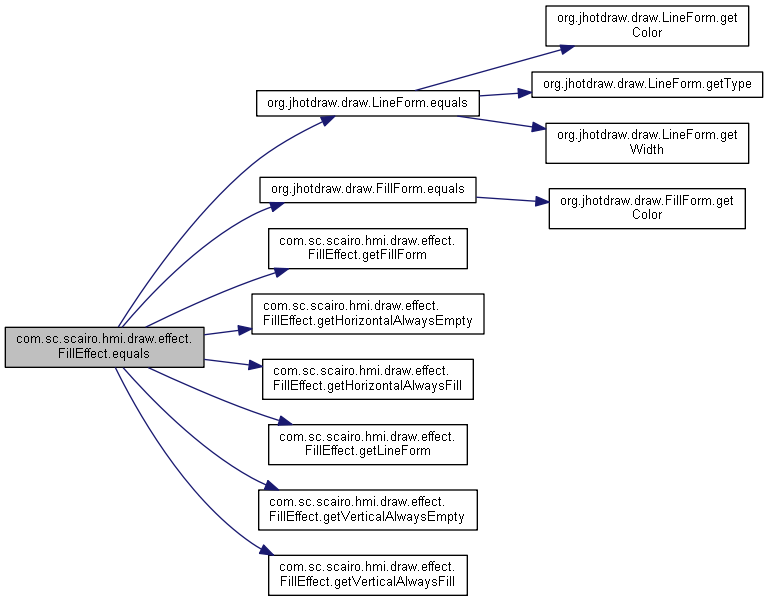 org.jhotdraw.draw.LineForm.get
Color
org.jhotdraw.draw.LineForm.getType
org.jhotdraw.draw.LineForm.equals
org.jhotdraw.draw.LineForm.get
Width
org.jhotdraw.draw.FillForm.equals
org.jhotdraw.draw.FillForm.get
Color
com.sc.scairo.hmi.draw.effect.
FillEffect.getFillForm
com.sc.scairo.hmi.draw.effect.
FillEffect.getHorizontalAlwaysEmpty
com.sc.scairo.hmi.draw.effect.
FillEffect.equals
com.sc.scairo.hmi.draw.effect.
FillEffect.getHorizontalAlwaysFill
com.sc.scairo.hmi.draw.effect.
FillEffect.getLineForm
com.sc.scairo.hmi.draw.effect.
FillEffect.getVerticalAlwaysEmpty
com.sc.scairo.hmi.draw.effect.
FillEffect.getVerticalAlwaysFill